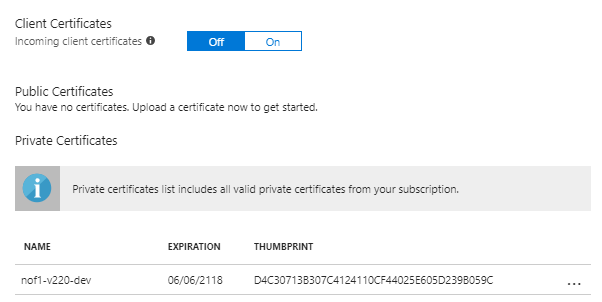 Client Certificates
Incoming client certificates
Off On
Public Certificates
You have no certificates. Upload a certificate now to get started.
Private Certificates
Private certificates list includes all valid private certificates from your subscription.
NAME EXPIRATION THUMBPRINT
nof1-v220-dev 06/06/2118 D4C30713B307C4124110CF44025E605D239B059C ...